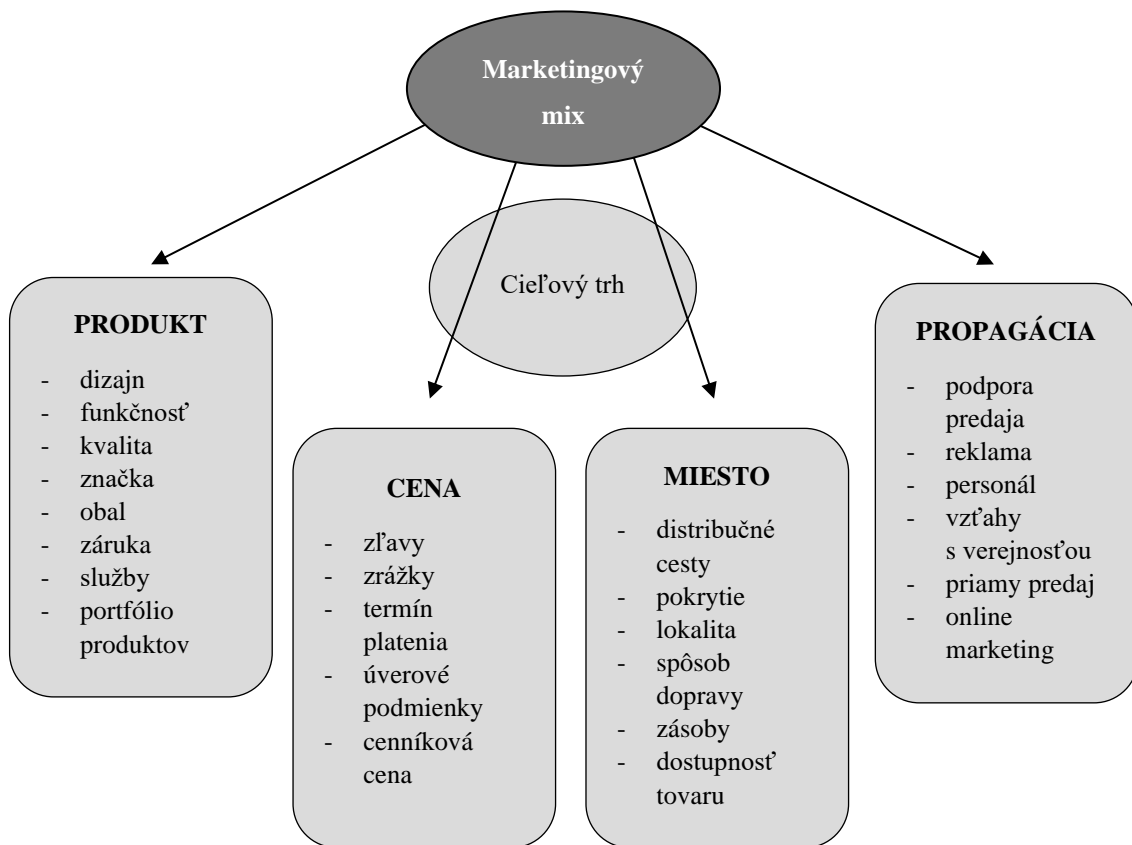 Marketingový
mix
Cieľový trh
PRODUKT
- dizajn
- funkčnosť
- kvalita
- značka
- obal
- záruka
- služby
- portfólio
produktov
CENA
- zľavy
- zrážky
- termín
platenia
- úverové
podmienky
- cenníková
cena
MIESTO
- distribučné
cesty
- pokrytie
- lokalita
- spôsob
dopravy
- zásoby
- dostupnosť
tovaru
PROPAGÁCIA
- podpora
predaja
- reklama
- personál
- vzťahy
s verejnosťou
- priamy predaj
- online
marketing